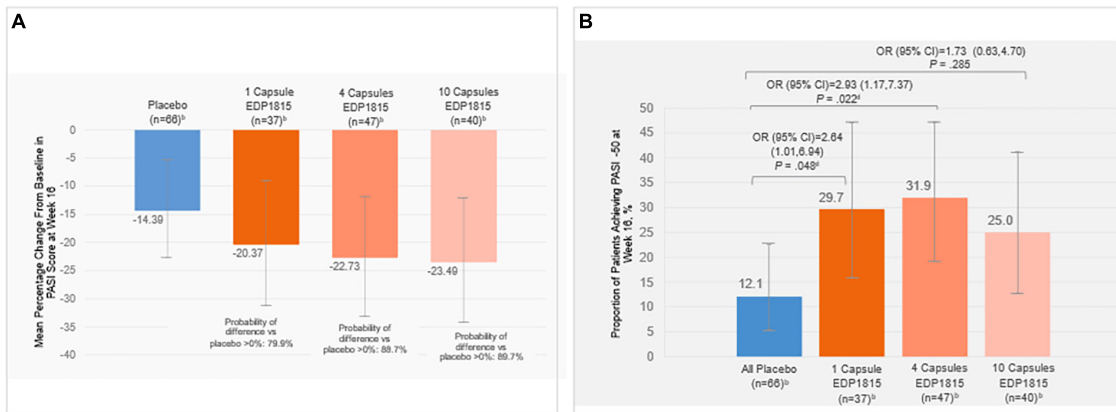 A
Mean Percentage Change From Baseline in
PASI Score at Week 16
0
-5
-10
-15
-20
-25
-30
-35
-40
Placebo
(n=66)ᵇ
1 Capsule
EDP1815
(n=37)ᵇ
4 Capsules
EDP1815
(n=47)ᵇ
10 Capsules
EDP1815
(n=40)ᵇ
-14.39
-20.37
-22.73
-23.49
Probability of
difference vs
placebo >0%: 79.9%
Probability of
difference vs
placebo >0%: 88.7%
Probability of
difference vs
placebo >0%: 89.7%
B
OR (95% CI)=1.73 (0.63,4.70)
P = .285
OR (95% CI)=2.93 (1.17,7.37)
P = .022ᵈ
OR (95% CI)=2.64
(1.01,6.94)
P = .048ᵈ
Proportion of Patients Achieving PASI -50 at
Week 16, %
50
45
40
35
30
25
20
15
10
5
0
12.1
29.7
31.9
25.0
All Placebo
(n=66)ᵇ
1 Capsule
EDP1815
(n=37)ᵇ
4 Capsules
EDP1815
(n=47)ᵇ
10 Capsules
EDP1815
(n=40)ᵇ